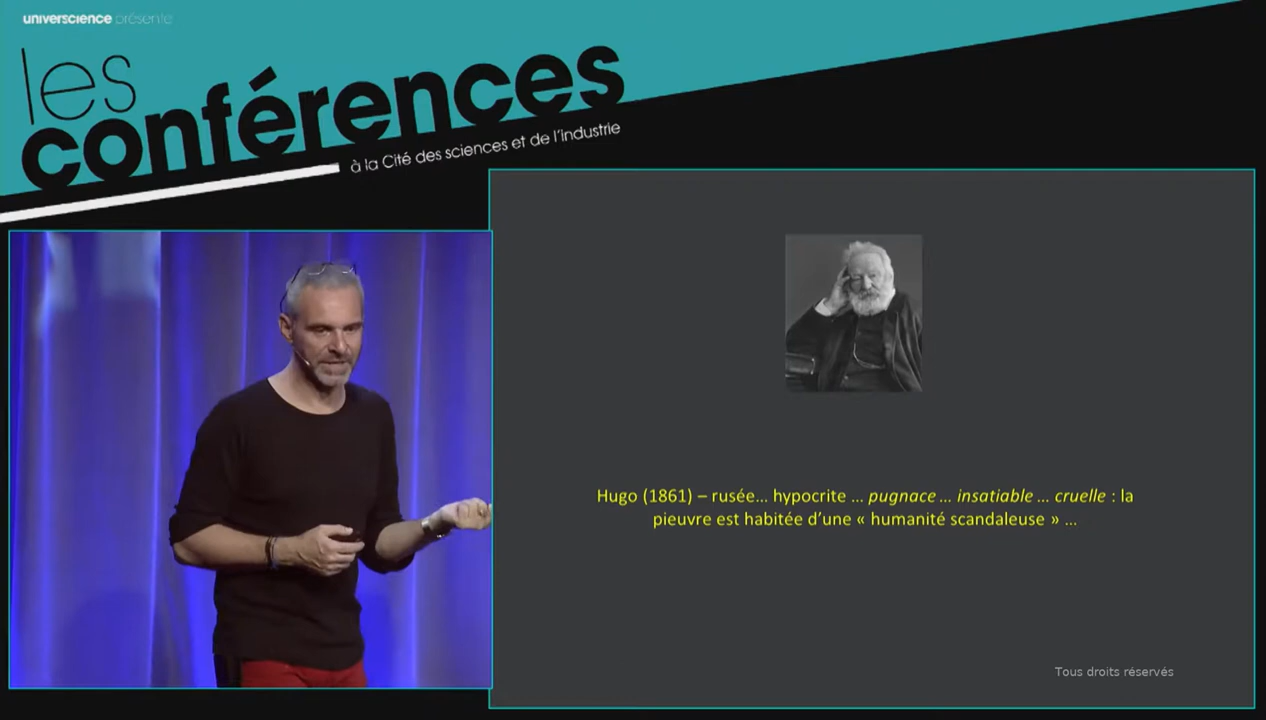 universcience présente
les
conférences
à la Cité des sciences et de l'industrie
Hugo (1861) – rusée... hypocrite ... pugnace ... insatiable ... cruelle : la
pieuvre est habitée d'une « humanité scandaleuse » ...
Tous droits réservés